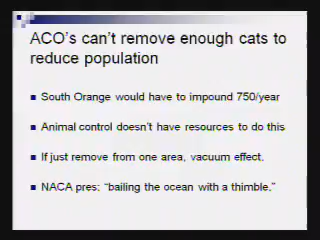 ACO's can't remove enough cats to
reduce population
South Orange would have to impound 750/year
Animal control doesn't have resources to do this
If just remove from one area, vacuum effect.
NACA pres: “bailing the ocean with a thimble.”